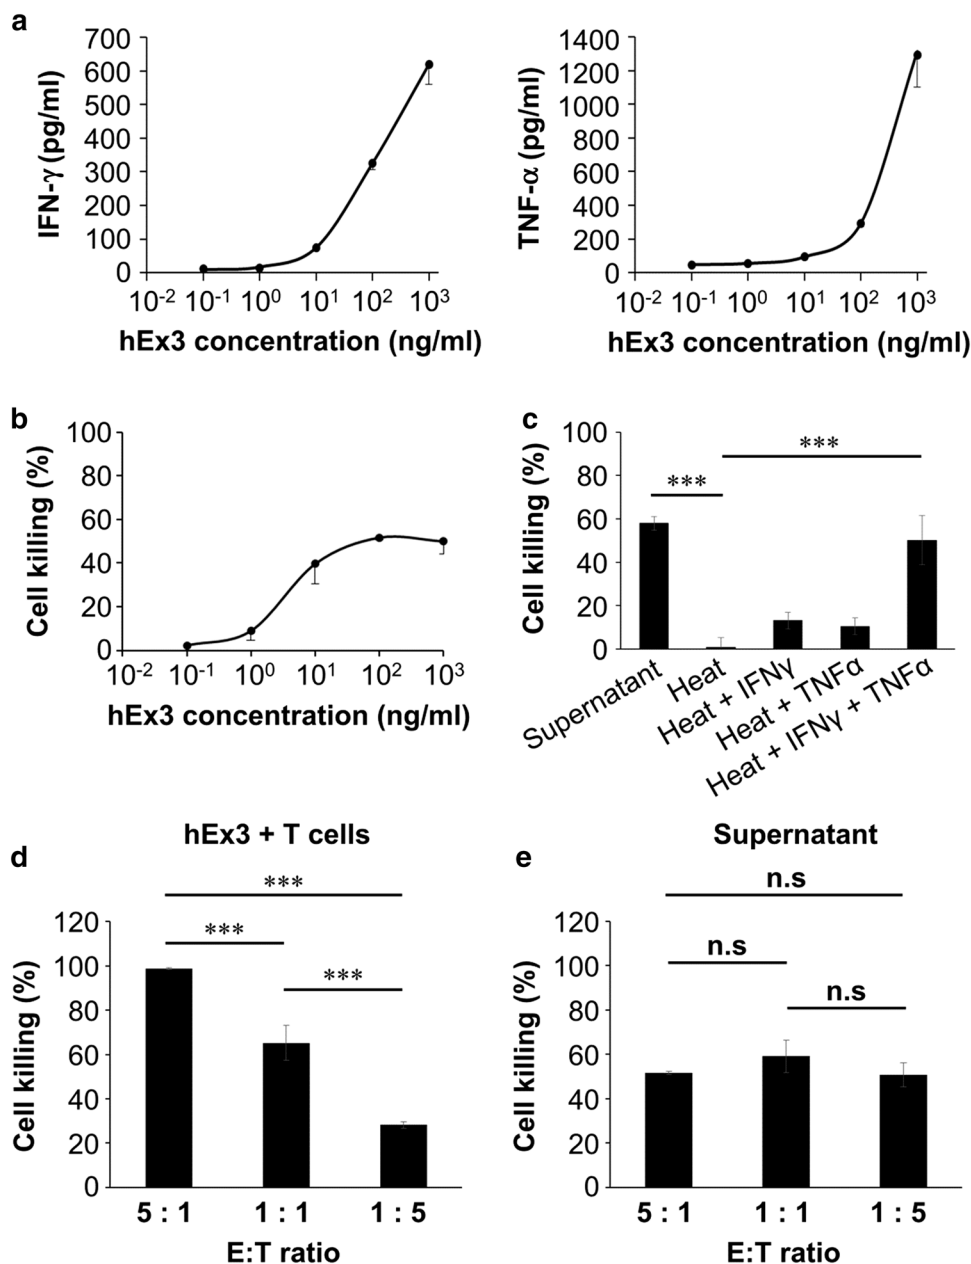 a
700
600
500
400
300
200
100
0
IFN-γ (pg/ml)
10-2 10-1 100 101 102 103
hEx3 concentration (ng/ml)
1400
1200
1000
800
600
400
200
0
TNF-α (pg/ml)
10-2 10-1 100 101 102 103
hEx3 concentration (ng/ml)
b
100
80
60
40
20
0
Cell killing (%)
10-2 10-1 100 101 102 103
hEx3 concentration (ng/ml)
c
100
80
60
40
20
0
Cell killing (%)
***
***
Supernatant
Heat
Heat + IFNγ
Heat + TNFα
Heat + IFNγ + TNFα
d
hEx3 + T cells
***
***
***
120
100
80
60
40
20
0
Cell killing (%)
5 : 1 1 : 1 1 : 5
E:T ratio
e
Supernatant
n.s
n.s
n.s
120
100
80
60
40
20
0
Cell killing (%)
5 : 1 1 : 1 1 : 5
E:T ratio